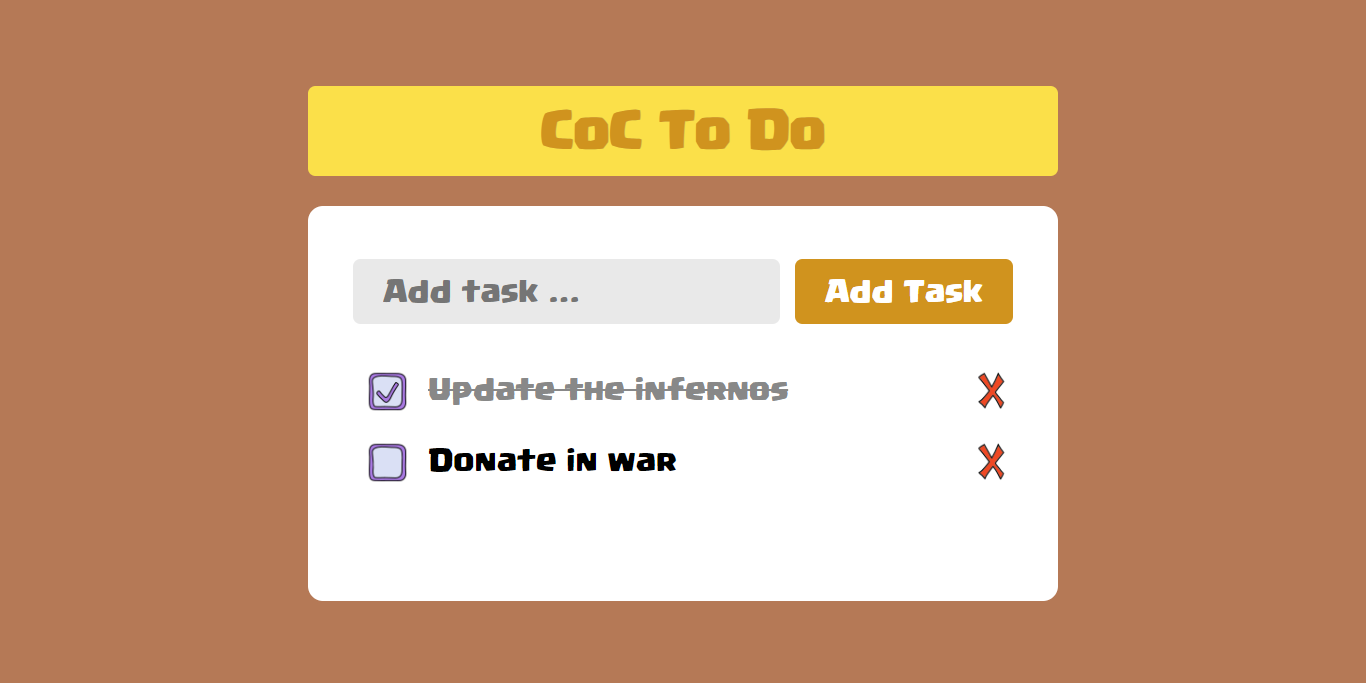 CoC To Do
Add task ...
Add Task
Update the infernos
Donate in war